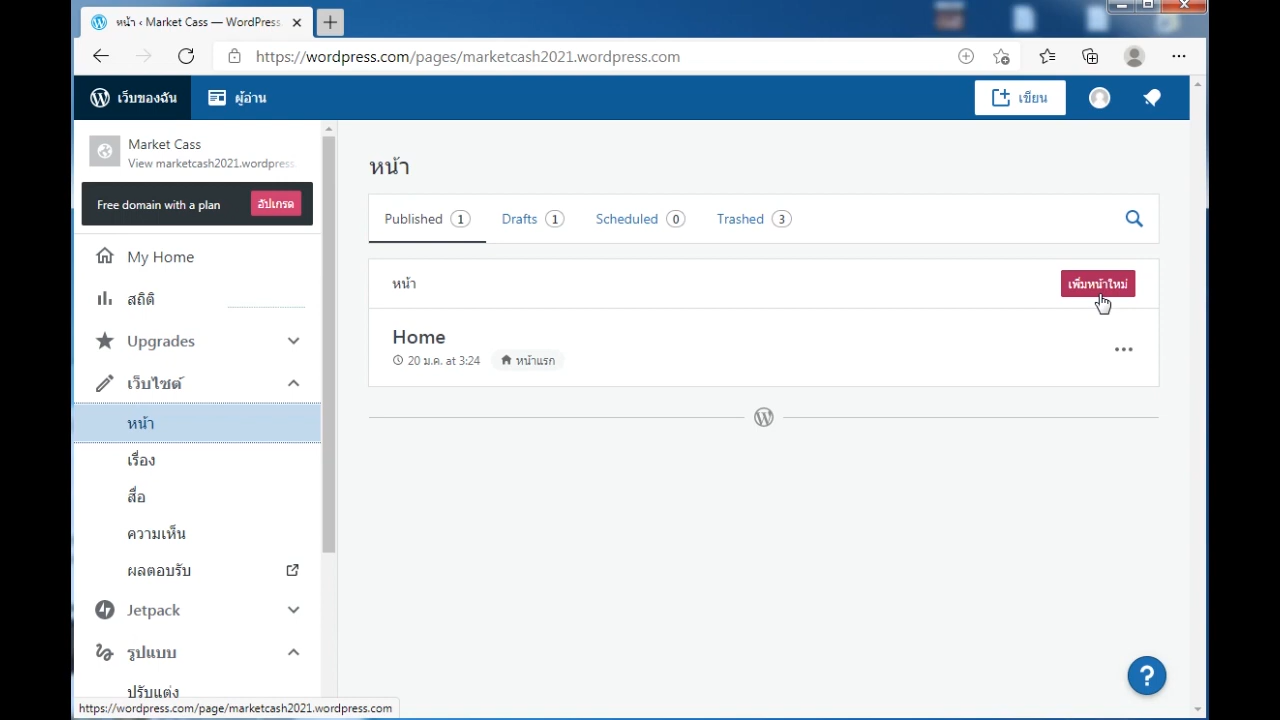 หน้า ‹ Market Cass — WordPress.
https://wordpress.com/pages/marketcash2021.wordpress.com
เว็บของฉัน
ผู้อ่าน
เขียน
Market Cass
View marketcash2021.wordpress.
Free domain with a plan
อัปเกรด
My Home
สถิติ
Upgrades
เว็บไซต์
หน้า
เรื่อง
สื่อ
ความเห็น
ผลตอบรับ
Jetpack
รูปแบบ
ปรับแต่ง
หน้า
Published 1
Drafts 1
Scheduled 0
Trashed 3
หน้า
เพิ่มหน้าใหม่
Home
20 ม.ค. at 3:24
หน้าแรก
?
https://wordpress.com/page/marketcash2021.wordpress.com